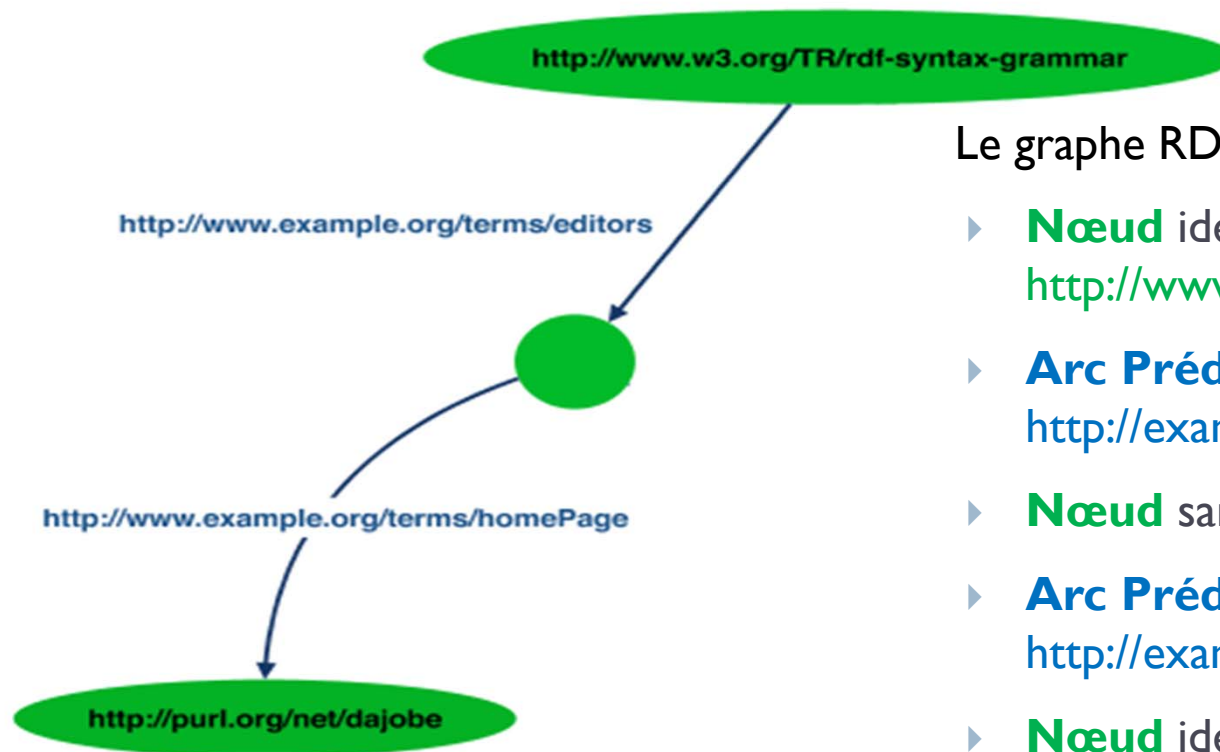 http://www.w3.org/TR/rdf-syntax-grammar
Le graphe RD
http://www.example.org/terms/editors
Nœud ide
http://www
Arc Préd
http://exar
Nœud sar
http://www.example.org/terms/homePage
Arc Préd
http://exar
Nœud ide
http://purl.org/net/dajobe